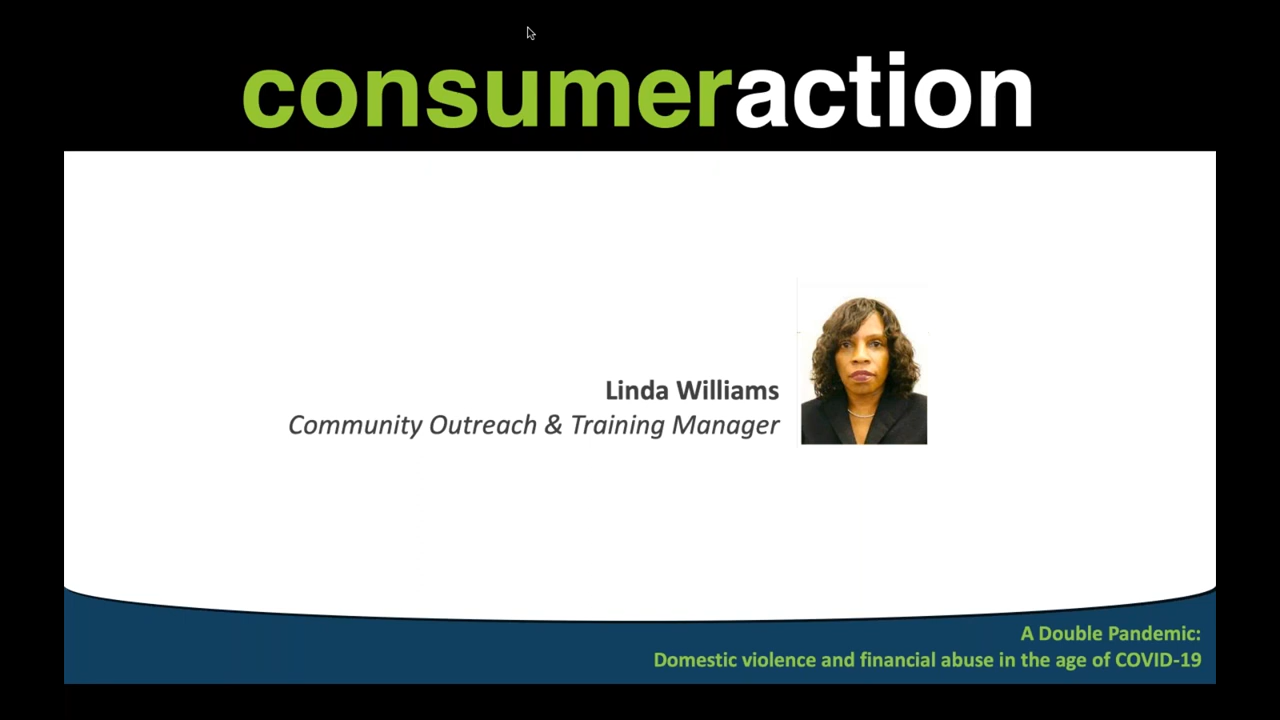 consumeraction
Linda Williams
Community Outreach & Training Manager
A Double Pandemic:
Domestic violence and financial abuse in the age of COVID-19